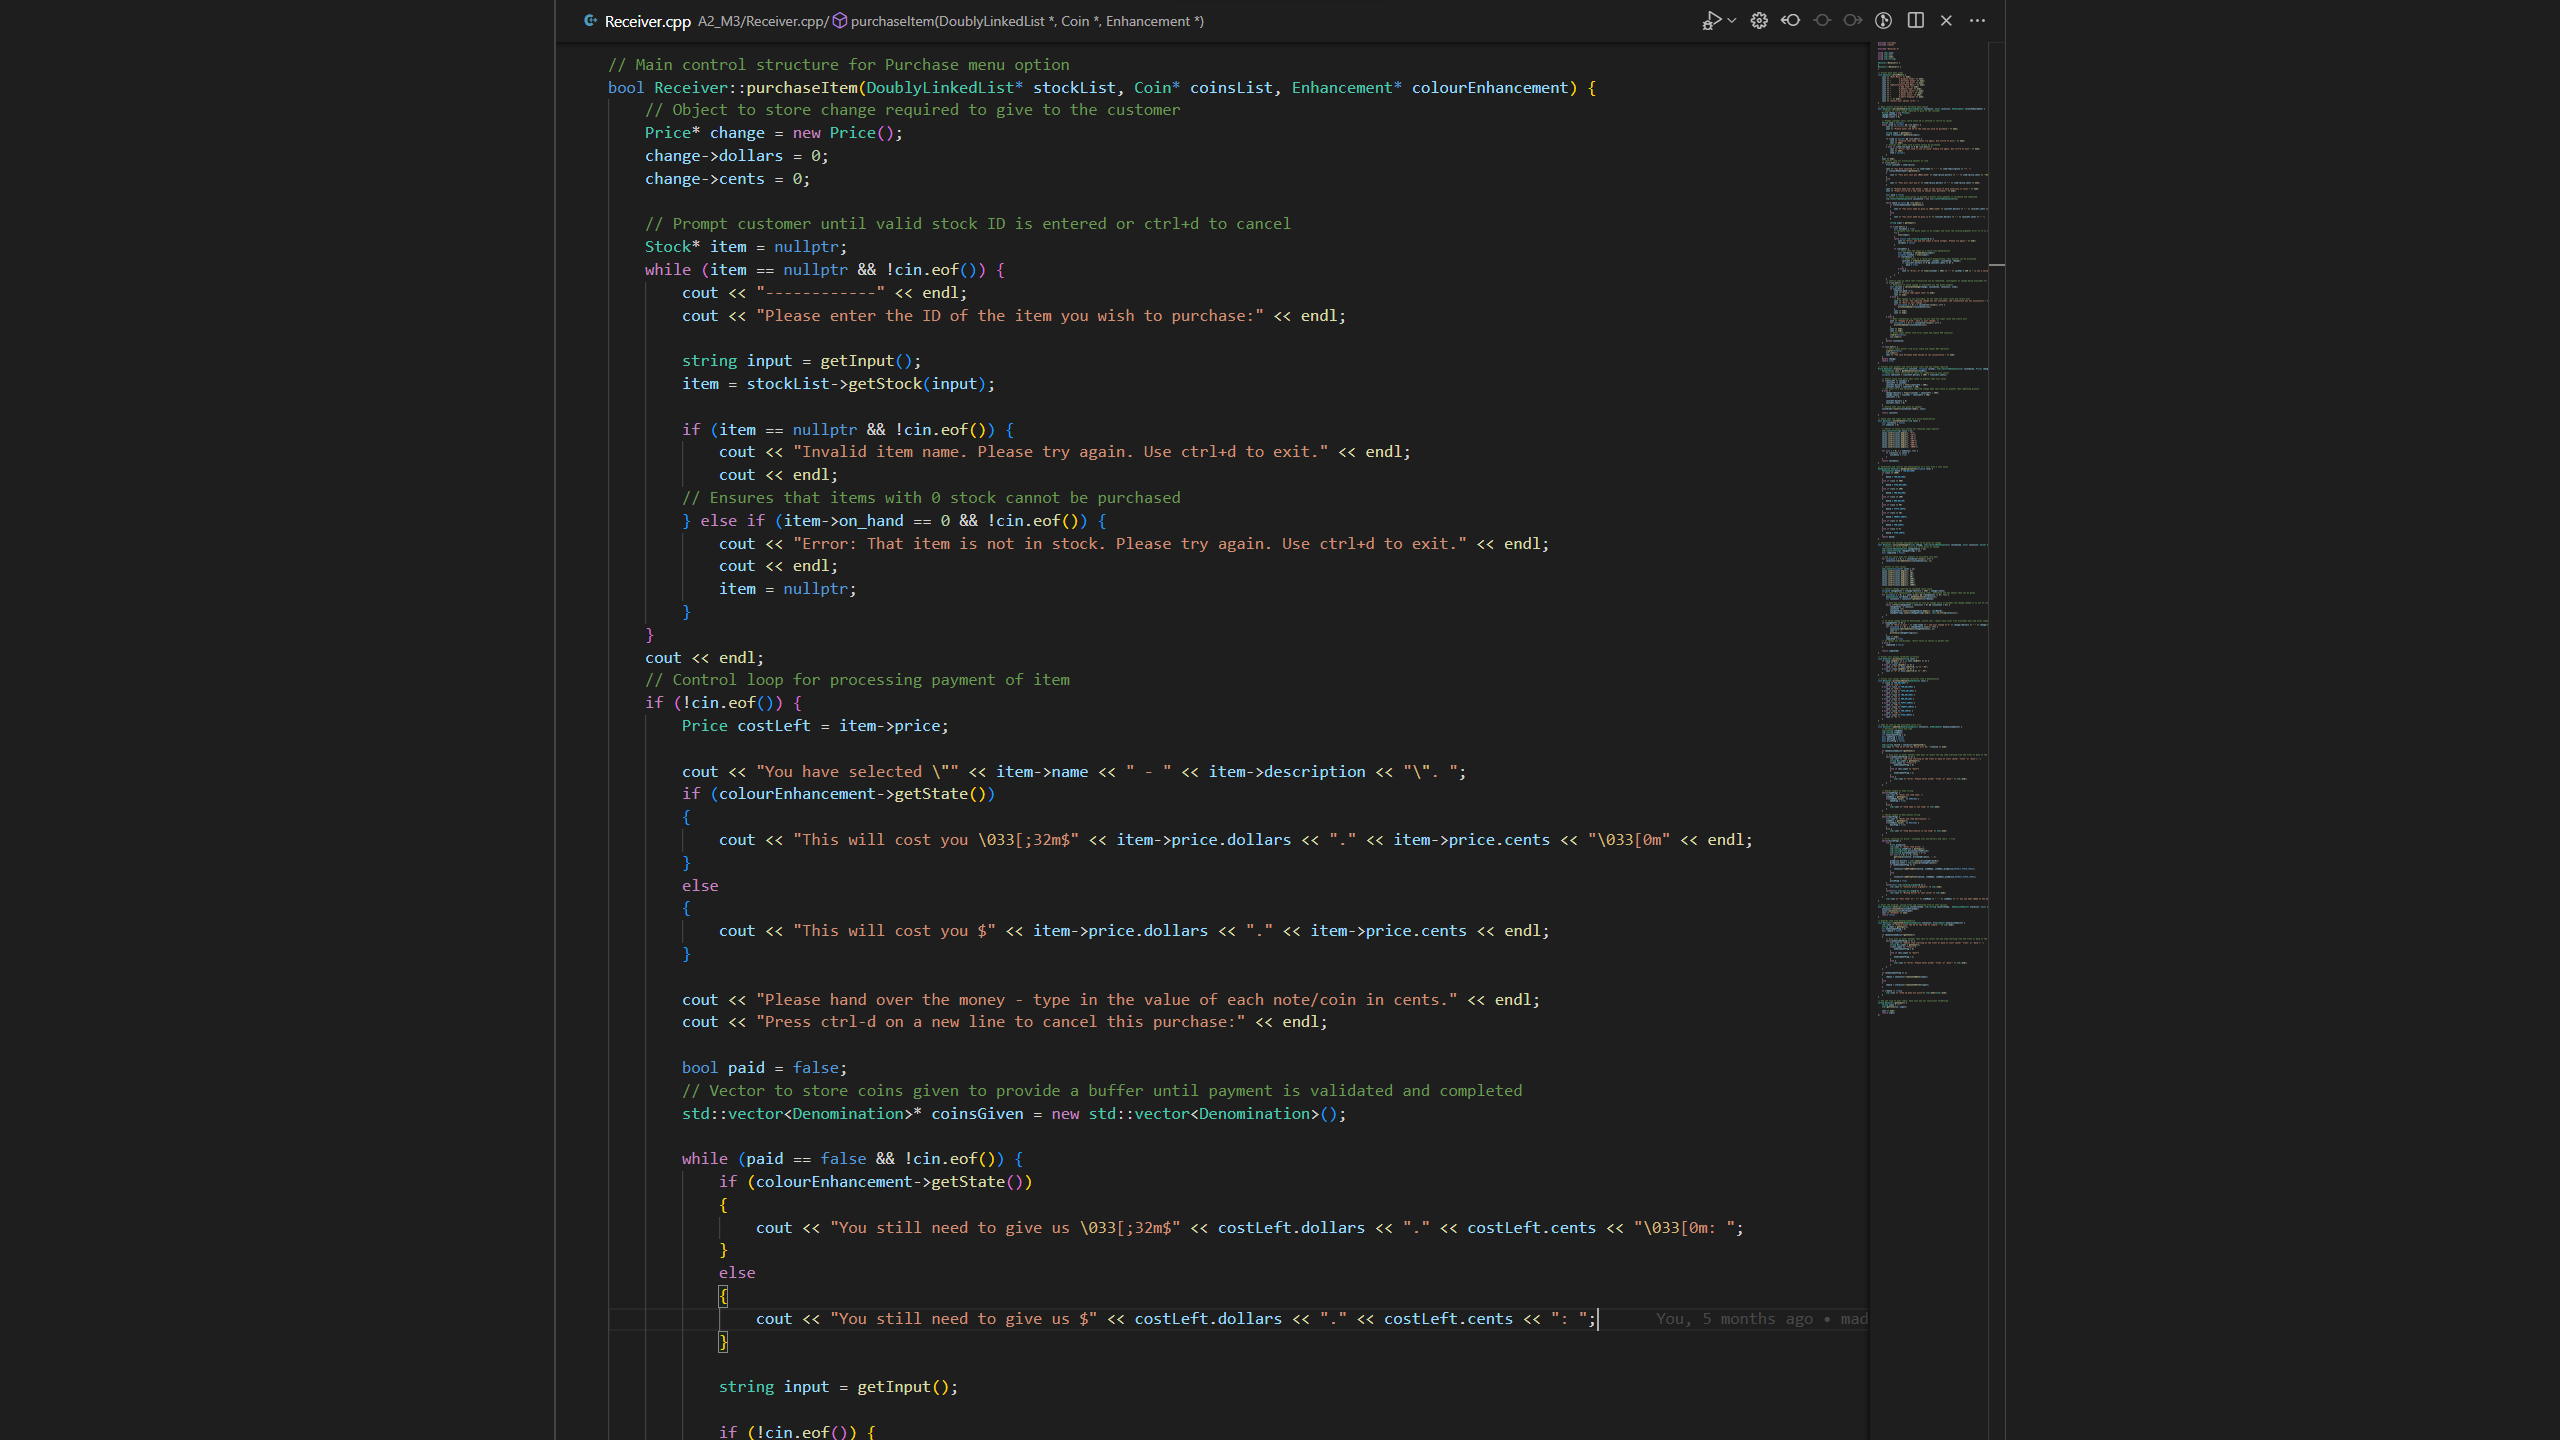 Receiver.cpp A2_M3/Receiver.cpp/ purchaseItem(DoublyLinkedList *, Coin *, Enhancement *)
// Main control structure for Purchase menu option
bool Receiver::purchaseItem(DoublyLinkedList* stockList, Coin* coinsList, Enhancement* colourEnhancement) {
    // Object to store change required to give to the customer
    Price* change = new Price();
    change->dollars = 0;
    change->cents = 0;

    // Prompt customer until valid stock ID is entered or ctrl+d to cancel
    Stock* item = nullptr;
    while (item == nullptr && !cin.eof()) {
        cout << "------------" << endl;
        cout << "Please enter the ID of the item you wish to purchase:" << endl;

        string input = getInput();
        item = stockList->getStock(input);

        if (item == nullptr && !cin.eof()) {
            cout << "Invalid item name. Please try again. Use ctrl+d to exit." << endl;
            cout << endl;
        // Ensures that items with 0 stock cannot be purchased
        } else if (item->on_hand == 0 && !cin.eof()) {
            cout << "Error: That item is not in stock. Please try again. Use ctrl+d to exit." << endl;
            cout << endl;
            item = nullptr;
        }
    }
    cout << endl;
    // Control loop for processing payment of item
    if (!cin.eof()) {
        Price costLeft = item->price;

        cout << "You have selected \"" << item->name << " - " << item->description << "\". ";
        if (colourEnhancement->getState())
        {
            cout << "This will cost you \033[;32m$" << item->price.dollars << "." << item->price.cents << "\033[0m" << endl;
        }
        else
        {
            cout << "This will cost you $" << item->price.dollars << "." << item->price.cents << endl;
        }

        cout << "Please hand over the money - type in the value of each note/coin in cents." << endl;
        cout << "Press ctrl-d on a new line to cancel this purchase:" << endl;

        bool paid = false;
        // Vector to store coins given to provide a buffer until payment is validated and completed
        std::vector<Denomination>* coinsGiven = new std::vector<Denomination>();

        while (paid == false && !cin.eof()) {
            if (colourEnhancement->getState())
            {
                cout << "You still need to give us \033[;32m$" << costLeft.dollars << "." << costLeft.cents << "\033[0m: ";
            }
            else
            {
                cout << "You still need to give us $" << costLeft.dollars << "." << costLeft.cents << ": "; You, 5 months ago • mad
            }

            string input = getInput();

            if (!cin.eof()) {